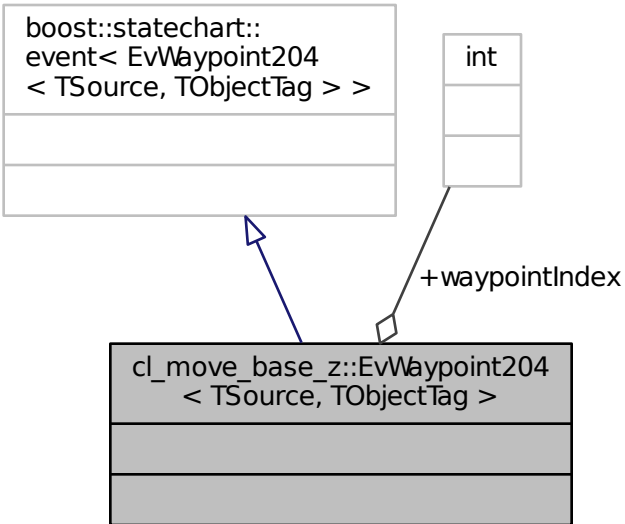 boost::statechart::
event< EvWaypoint204
< TSource, TObjectTag > >
int
+waypointIndex
cl_move_base_z::EvWaypoint204
< TSource, TObjectTag >